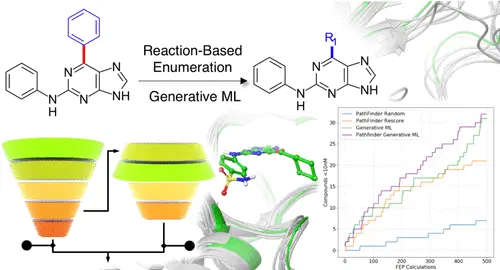 R1
N
N
N
N
NH
H
Reaction-Based
Enumeration
Generative ML
N
N
N
N
NH
H
PathFinder Random
PathFinder Rescore
Generative ML
Pathfinder Generative ML
Compounds <10nM
30
25
20
15
10
5
0
0 100 200 300 400 500
FEP Calculations